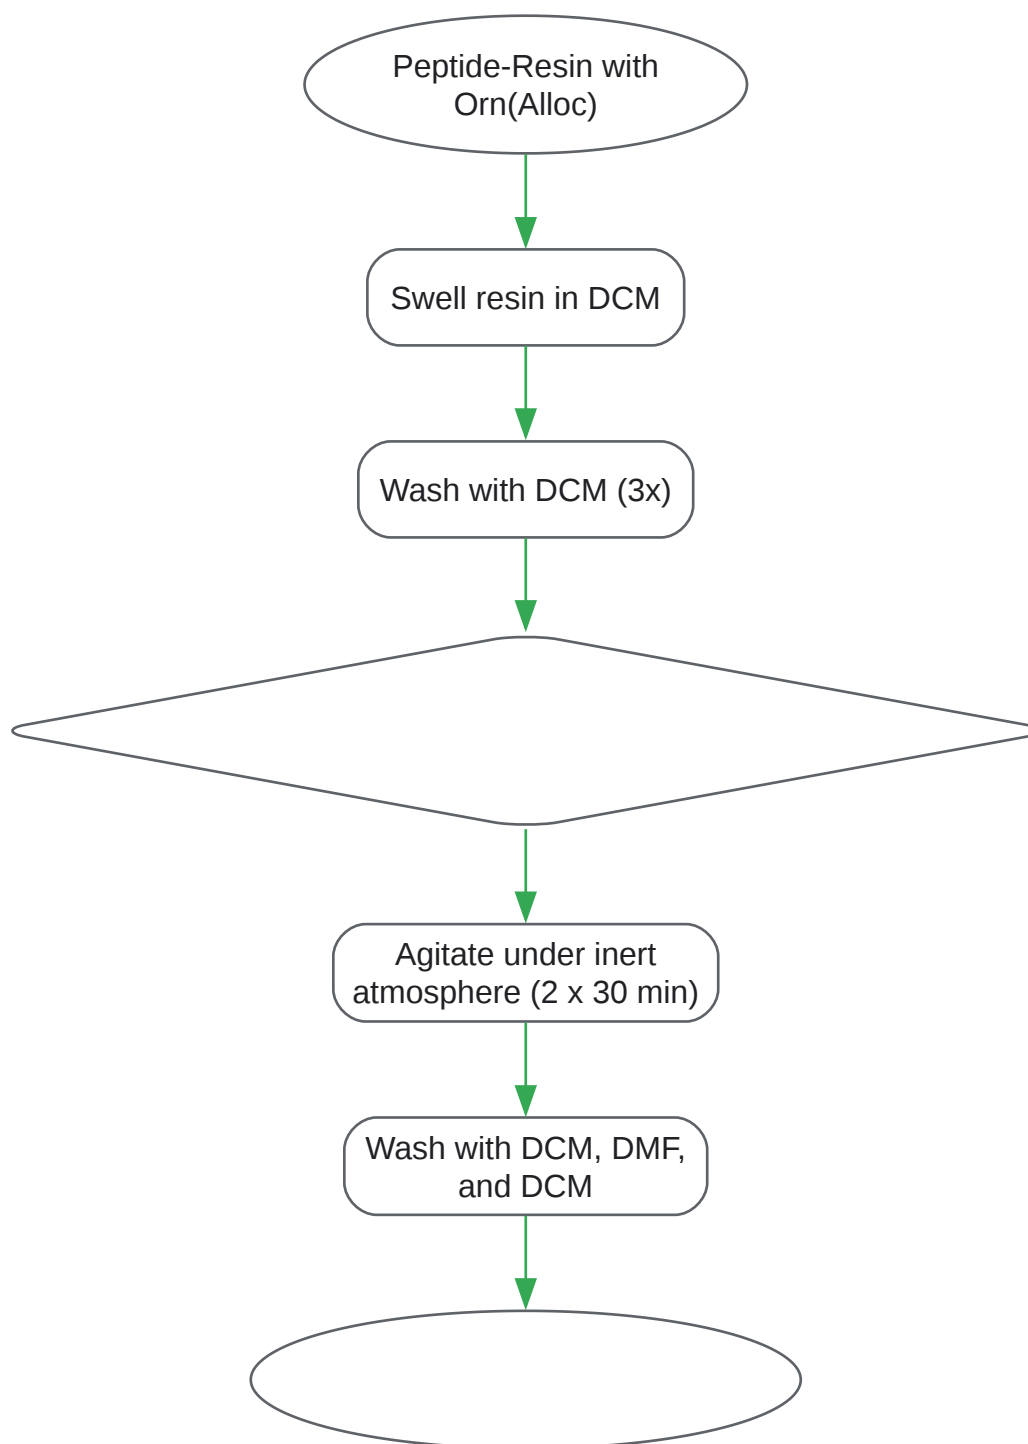 Peptide-Resin with
Orn(Alloc)
Swell resin in DCM
Wash with DCM (3x)
Agitate under inert
atmosphere (2 x 30 min)
Wash with DCM, DMF,
and DCM